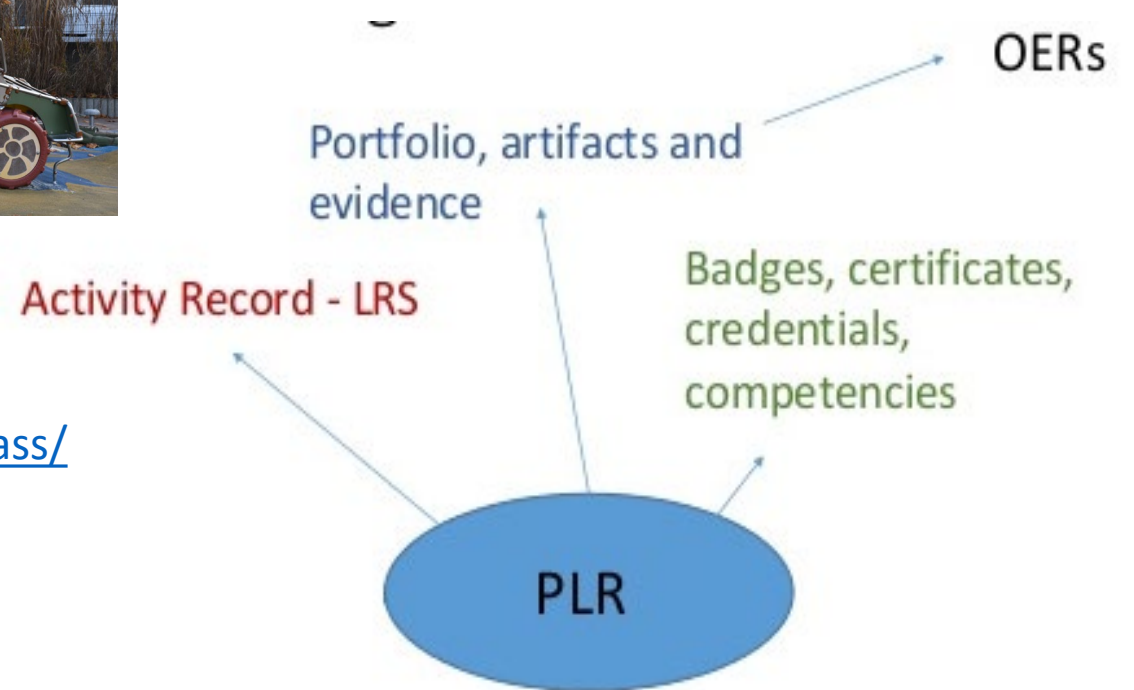 OERs
Portfolio, artifacts and
evidence
Badges, certificates,
credentials,
competencies
Activity Record - LRS
ass/
PLR